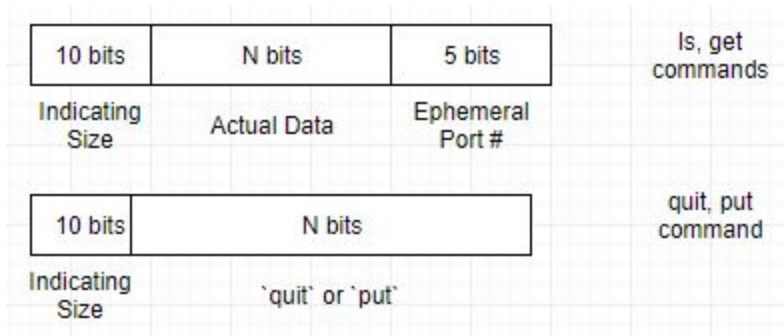 10 bits N bits 5 bits ls, get
commands
Indicating
Size Actual Data Ephemeral
Port #
10 bits N bits quit, put
command
Indicating
Size `quit` or `put`